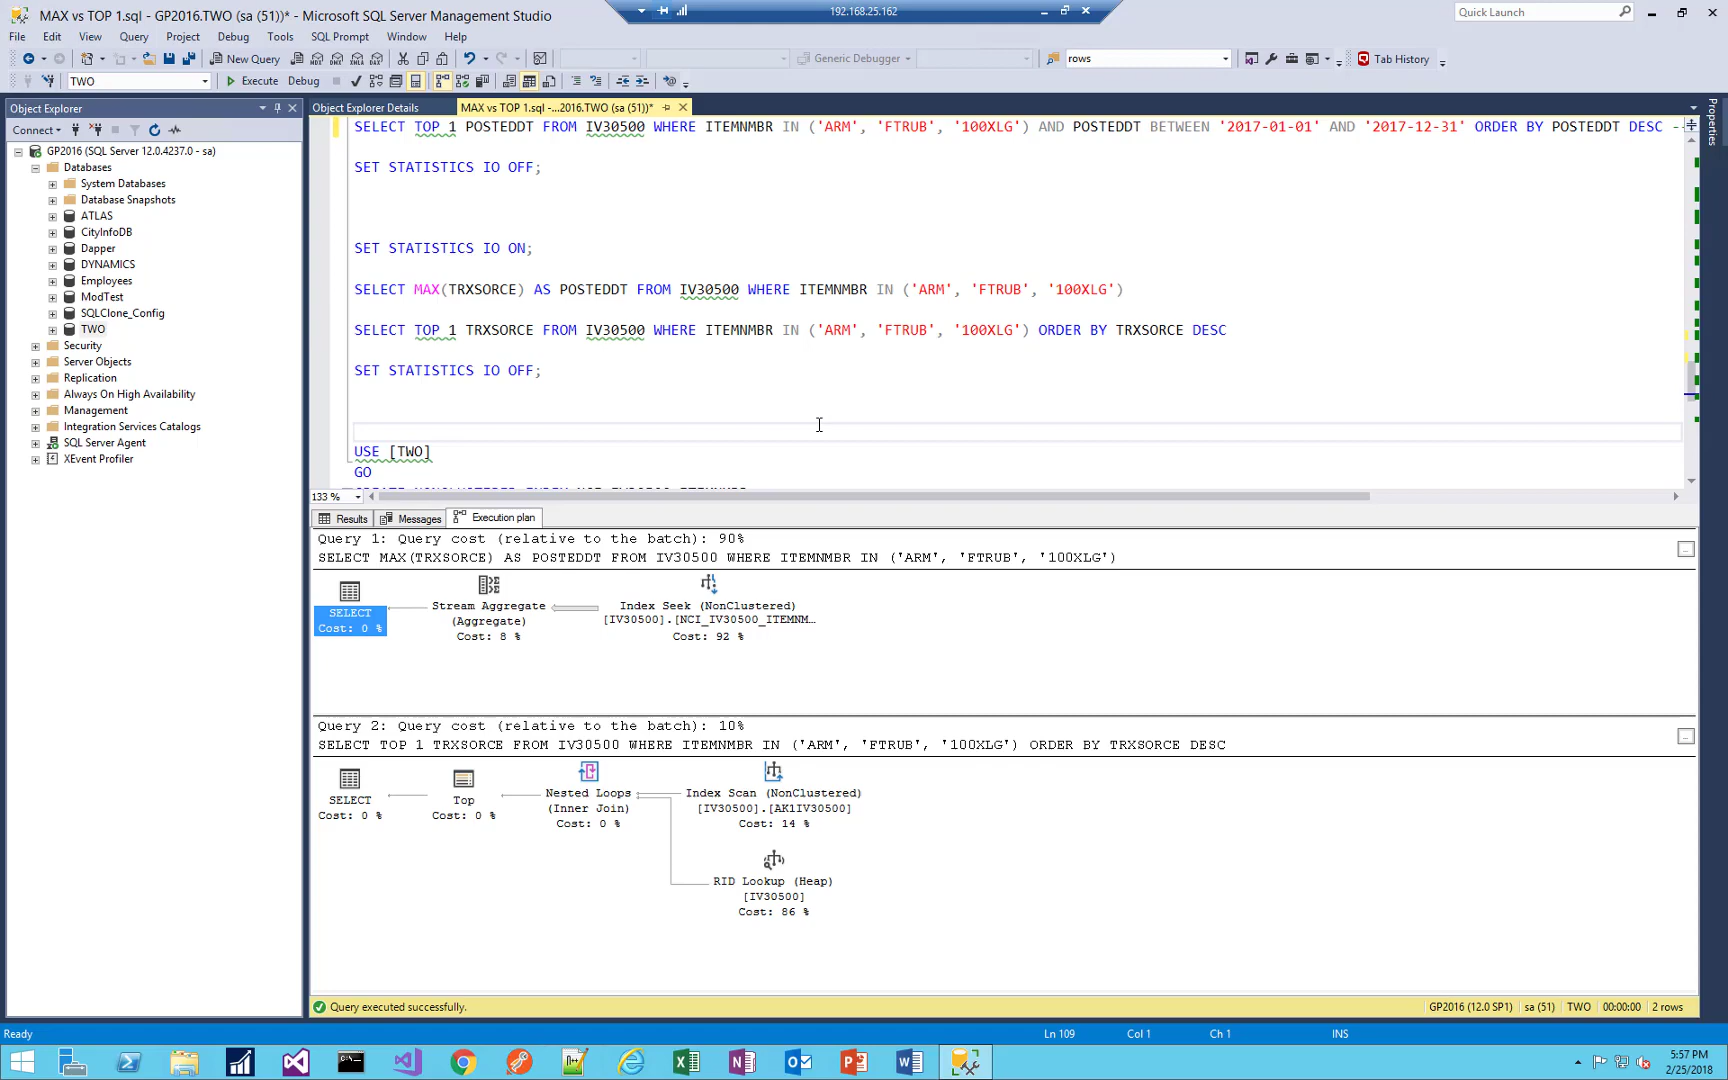 MAX vs TOP 1.sql - GP2016.TWO (sa (51))* - Microsoft SQL Server Management Studio
192.168.25.162
Quick Launch
File Edit View Query Project Debug Tools SQL Prompt Window Help
New Query
Generic Debugger
rows
Tab History
TWO
Execute
Debug
Object Explorer
Connect
GP2016 (SQL Server 12.0.4237.0 - sa)
Databases
System Databases
Database Snapshots
ATLAS
CityInfoDB
Dapper
DYNAMICS
Employees
ModTest
SQLClone_Config
TWO
Security
Server Objects
Replication
Always On High Availability
Management
Integration Services Catalogs
SQL Server Agent
XEvent Profiler
Object Explorer Details
MAX vs TOP 1.sql -...2016.TWO (sa (51))*
Properties
SELECT TOP 1 POSTEDDT FROM IV30500 WHERE ITEMNMBR IN ('ARM', 'FTRUB', '100XLG') AND POSTEDDT BETWEEN '2017-01-01' AND '2017-12-31' ORDER BY POSTEDDT DESC --
SET STATISTICS IO OFF;
SET STATISTICS IO ON;
SELECT MAX(TRXSORCE) AS POSTEDDT FROM IV30500 WHERE ITEMNMBR IN ('ARM', 'FTRUB', '100XLG')
SELECT TOP 1 TRXSORCE FROM IV30500 WHERE ITEMNMBR IN ('ARM', 'FTRUB', '100XLG') ORDER BY TRXSORCE DESC
SET STATISTICS IO OFF;
USE [TWO]
GO
133 %
Results
Messages
Execution plan
Query 1: Query cost (relative to the batch): 90%
SELECT MAX(TRXSORCE) AS POSTEDDT FROM IV30500 WHERE ITEMNMBR IN ('ARM', 'FTRUB', '100XLG')
SELECT
Cost: 0 %
Stream Aggregate
(Aggregate)
Cost: 8 %
Index Seek (NonClustered)
[IV30500].[NCI_IV30500_ITEMNM...
Cost: 92 %
Query 2: Query cost (relative to the batch): 10%
SELECT TOP 1 TRXSORCE FROM IV30500 WHERE ITEMNMBR IN ('ARM', 'FTRUB', '100XLG') ORDER BY TRXSORCE DESC
SELECT
Cost: 0 %
Top
Cost: 0 %
Nested Loops
(Inner Join)
Cost: 0 %
Index Scan (NonClustered)
[IV30500].[AK1IV30500]
Cost: 14 %
RID Lookup (Heap)
[IV30500]
Cost: 86 %
Query executed successfully.
GP2016 (12.0 SP1)
sa (51)
TWO
00:00:00
2 rows
Ready
Ln 109
Col 1
Ch 1
INS
5:57 PM
2/25/2018